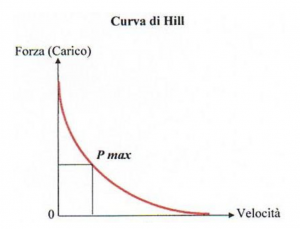 Curva di Hill
Forza (Carico)
P max
0
Velocità